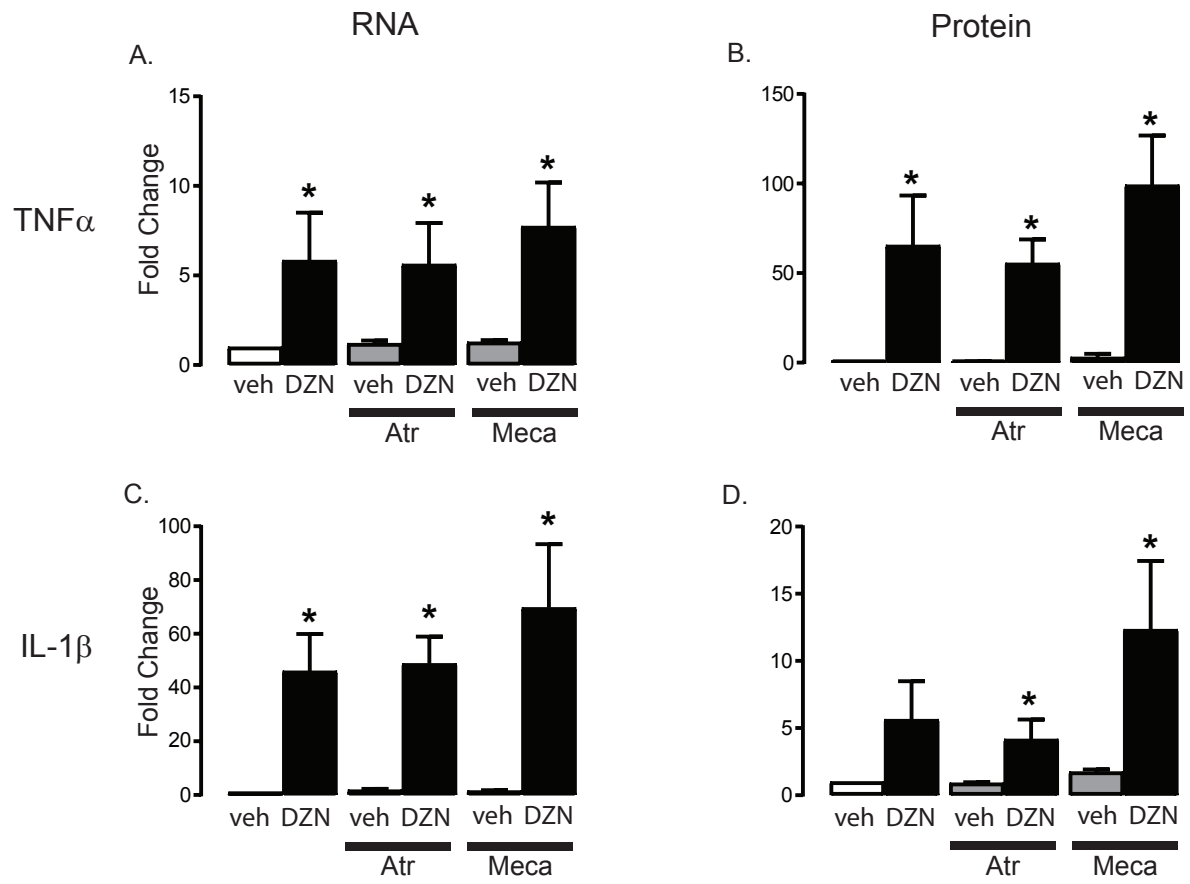 RNA
Protein
A.
B.
TNFα
Fold Change
15
10
5
0
*
*
*
veh DZN veh DZN veh DZN
Atr Meca
150
100
50
0
*
*
*
veh DZN veh DZN veh DZN
Atr Meca
C.
D.
IL-1β
Fold Change
100
80
60
40
20
0
*
*
*
veh DZN veh DZN veh DZN
Atr Meca
20
15
10
5
0
*
*
veh DZN veh DZN veh DZN
Atr Meca